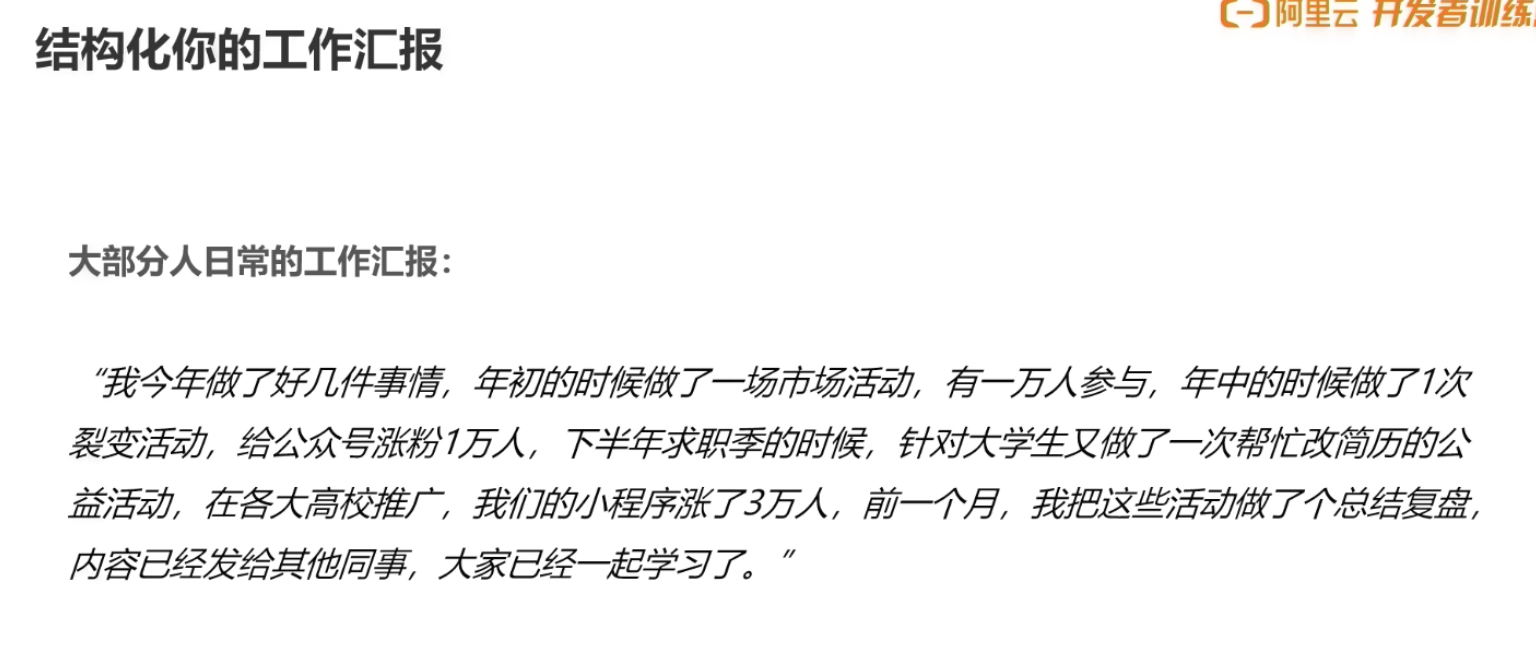 阿里云 开发者训练
结构化你的工作汇报
大部分人日常的工作汇报：
“我今年做了好几件事情，年初的时候做了一场市场活动，有一万人参与，年中的时候做了1次
裂变活动，给公众号涨粉1万人，下半年求职季的时候，针对大学生又做了一次帮忙改简历的公
益活动，在各大高校推广，我们的小程序涨了3万人，前一个月，我把这些活动做了个总结复盘，
内容已经发给其他同事，大家已经一起学习了。”